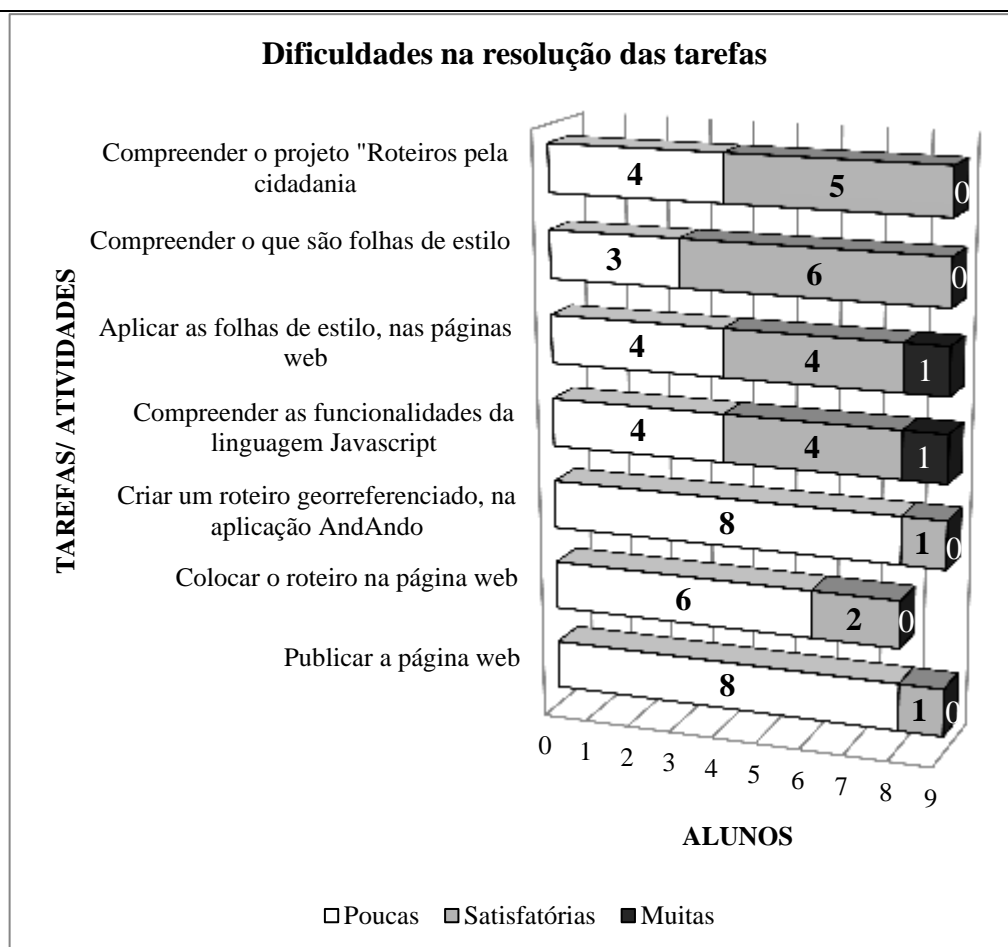 Dificuldades na resolução das tarefas
TAREFAS/ ATIVIDADES
Compreender o projeto "Roteiros pela
cidadania
4 5 0
Compreender o que são folhas de estilo
3 6 0
Aplicar as folhas de estilo, nas páginas
web
4 4 1
Compreender as funcionalidades da
linguagem Javascript
4 4 1
Criar um roteiro georreferenciado, na
aplicação AndAndo
8 1 0
Colocar o roteiro na página web
6 2 0
Publicar a página web
8 1 0
0 1 2 3 4 5 6 7 8 9
ALUNOS
Poucas Satisfatórias Muitas